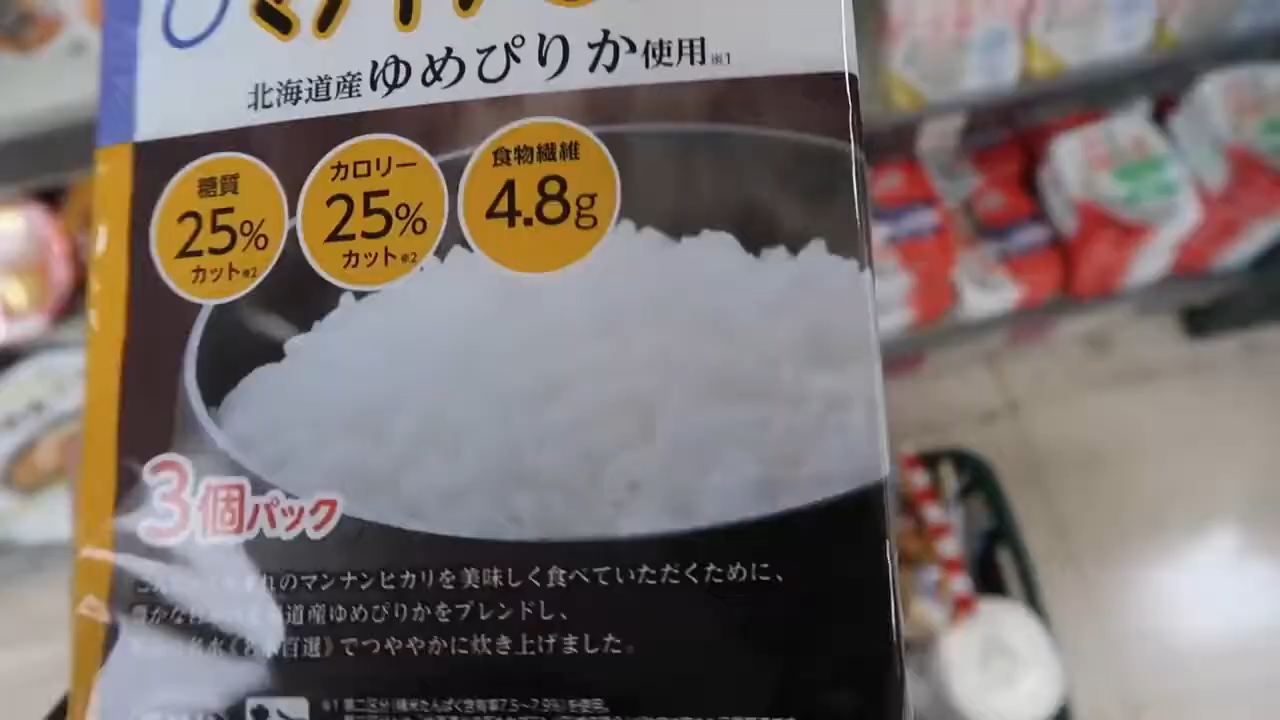 北海道産ゆめぴりか使用※1
糖質
25%
カット※2
カロリー
25%
カット※2
食物繊維
4.8g
3個パック
のマンナンヒカリを美味しく食べていただくために、
道産ゆめぴりかをブレンドし、
百選》でつややかに炊き上げました。